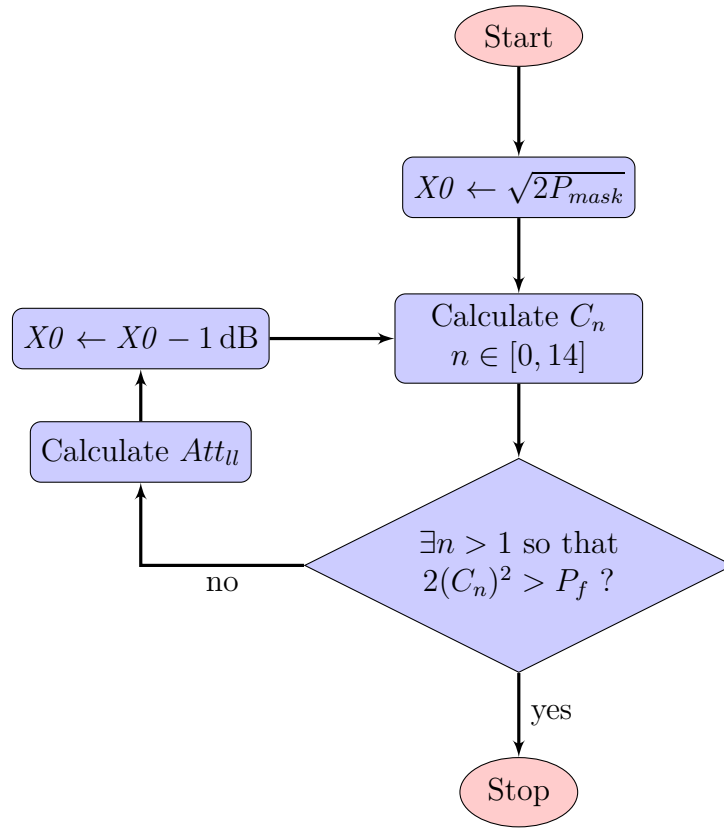 Start
X0 ← √2P_mask
Calculate C_n
n ∈ [0, 14]
X0 ← X0 − 1 dB
Calculate Att_ll
∃n > 1 so that
2(C_n)² > P_f ?
no
yes
Stop